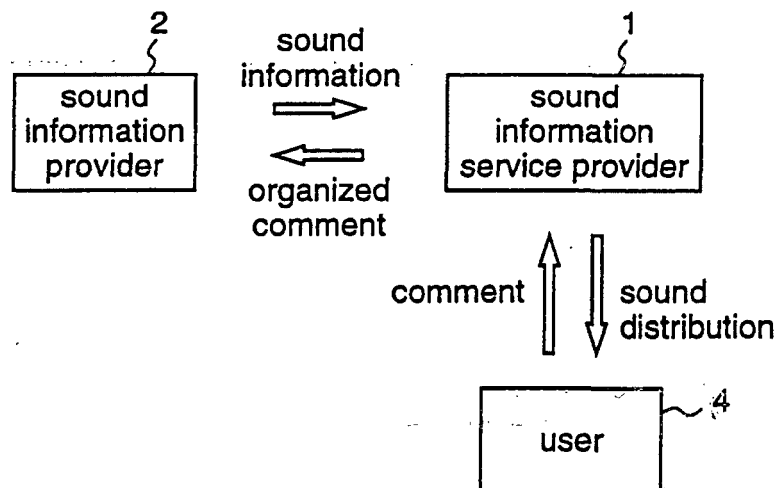 2
sound
information
provider
sound
information
organized
comment
1
sound
information
service provider
comment
sound
distribution
user
4